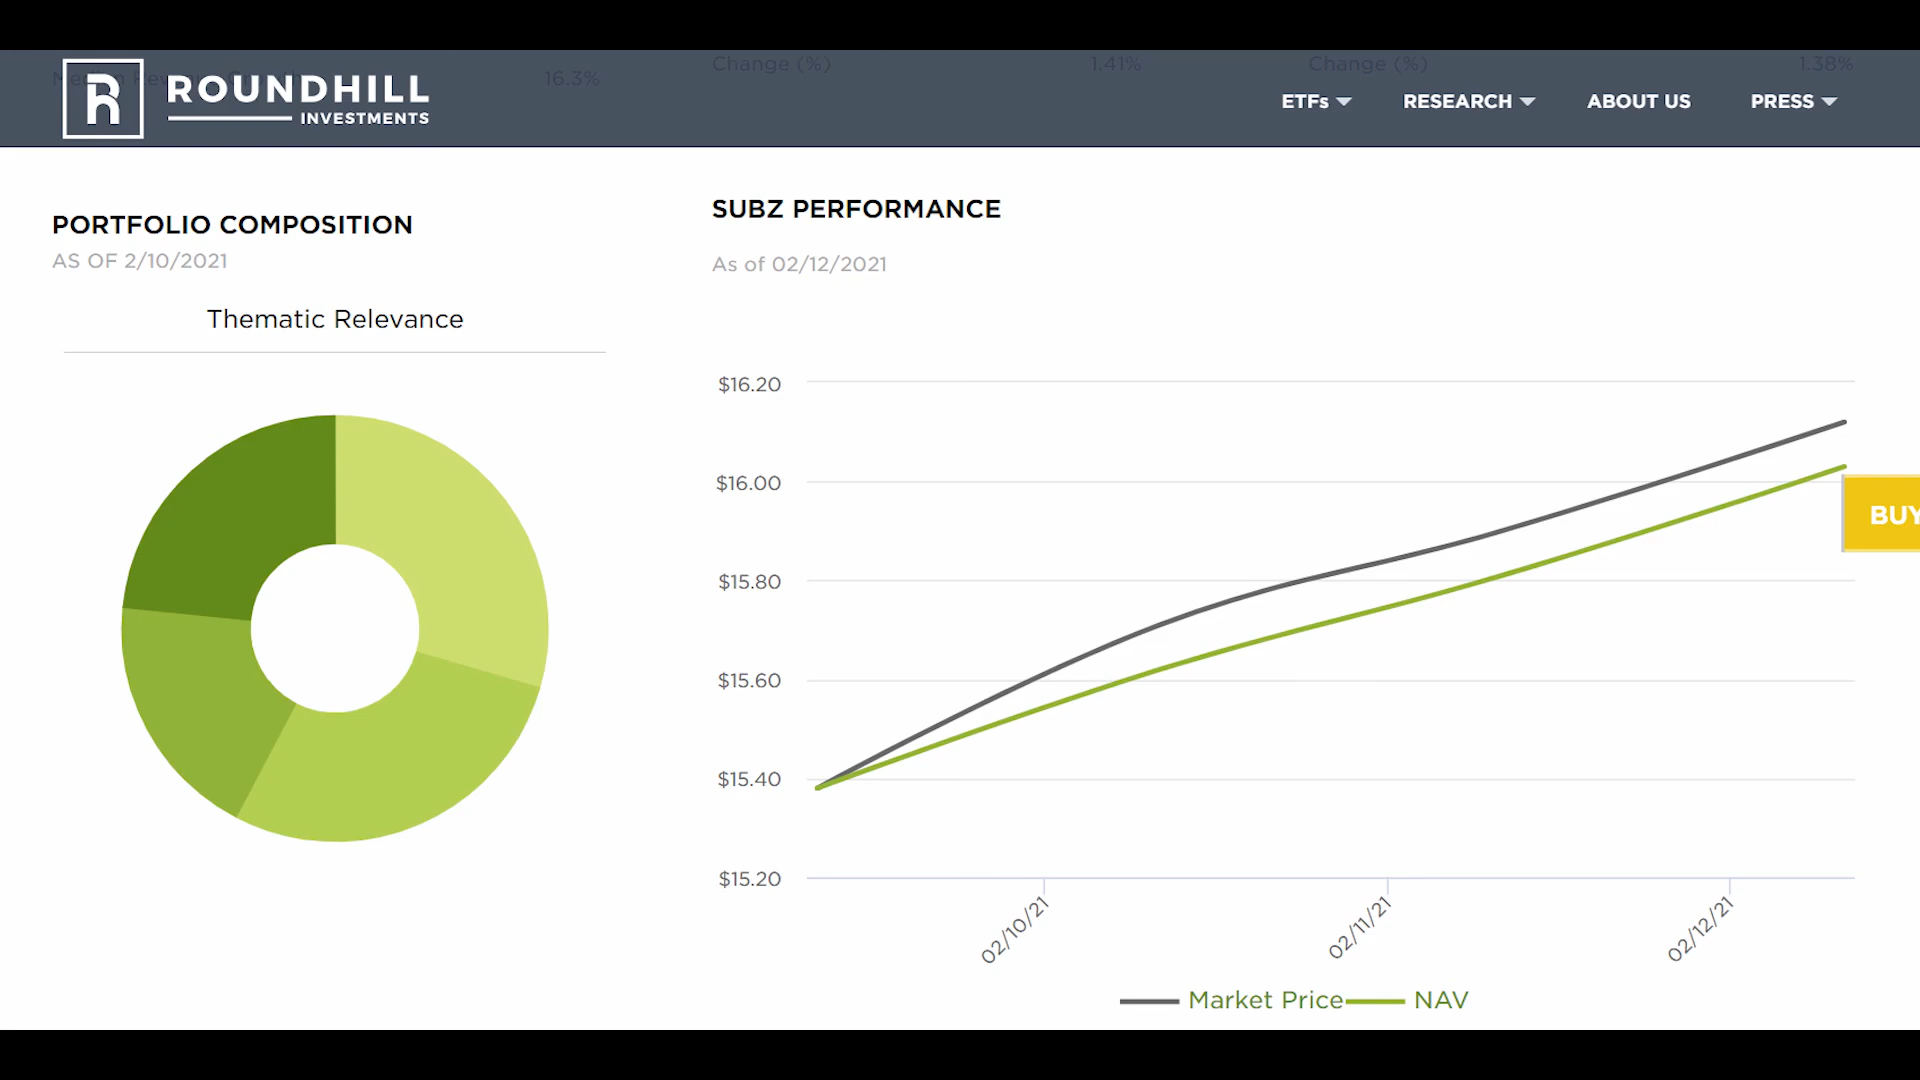 Change (%) 1.41% Change (%) 1.38%
16.3%
ROUNDHILL
INVESTMENTS
ETFs RESEARCH ABOUT US PRESS
PORTFOLIO COMPOSITION
AS OF 2/10/2021
Thematic Relevance
SUBZ PERFORMANCE
As of 02/12/2021
$16.20
$16.00
$15.80
$15.60
$15.40
$15.20
02/10/21
02/11/21
02/12/21
Market Price NAV
BUY